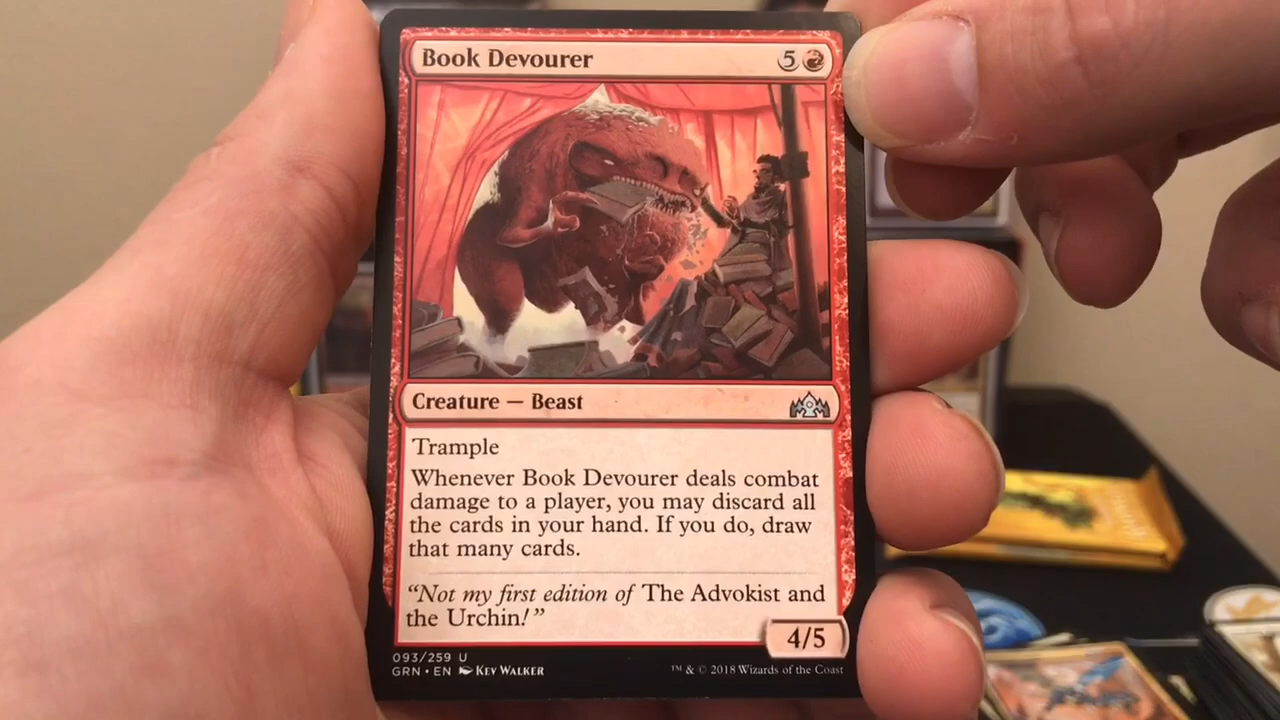 Book Devourer 5
Creature — Beast
Trample
Whenever Book Devourer deals combat
damage to a player, you may discard all
the cards in your hand. If you do, draw
that many cards.
“Not my first edition of The Advokist and
the Urchin!”
4/5
093/259 U
GRN • EN Kev Walker
™ & © 2018 Wizards of the Coast